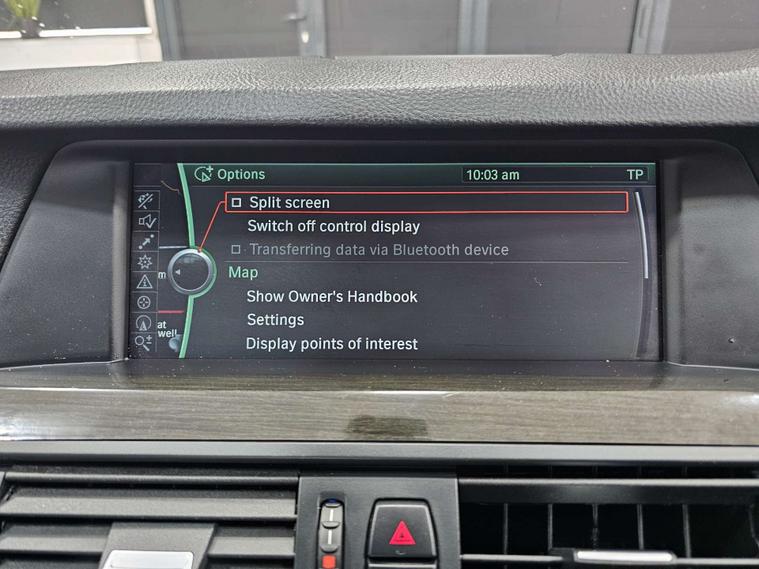 Options 10:03 am TP
Split screen
Switch off control display
Transferring data via Bluetooth device
m
Map
Show Owner's Handbook
Settings
at
well
Display points of interest